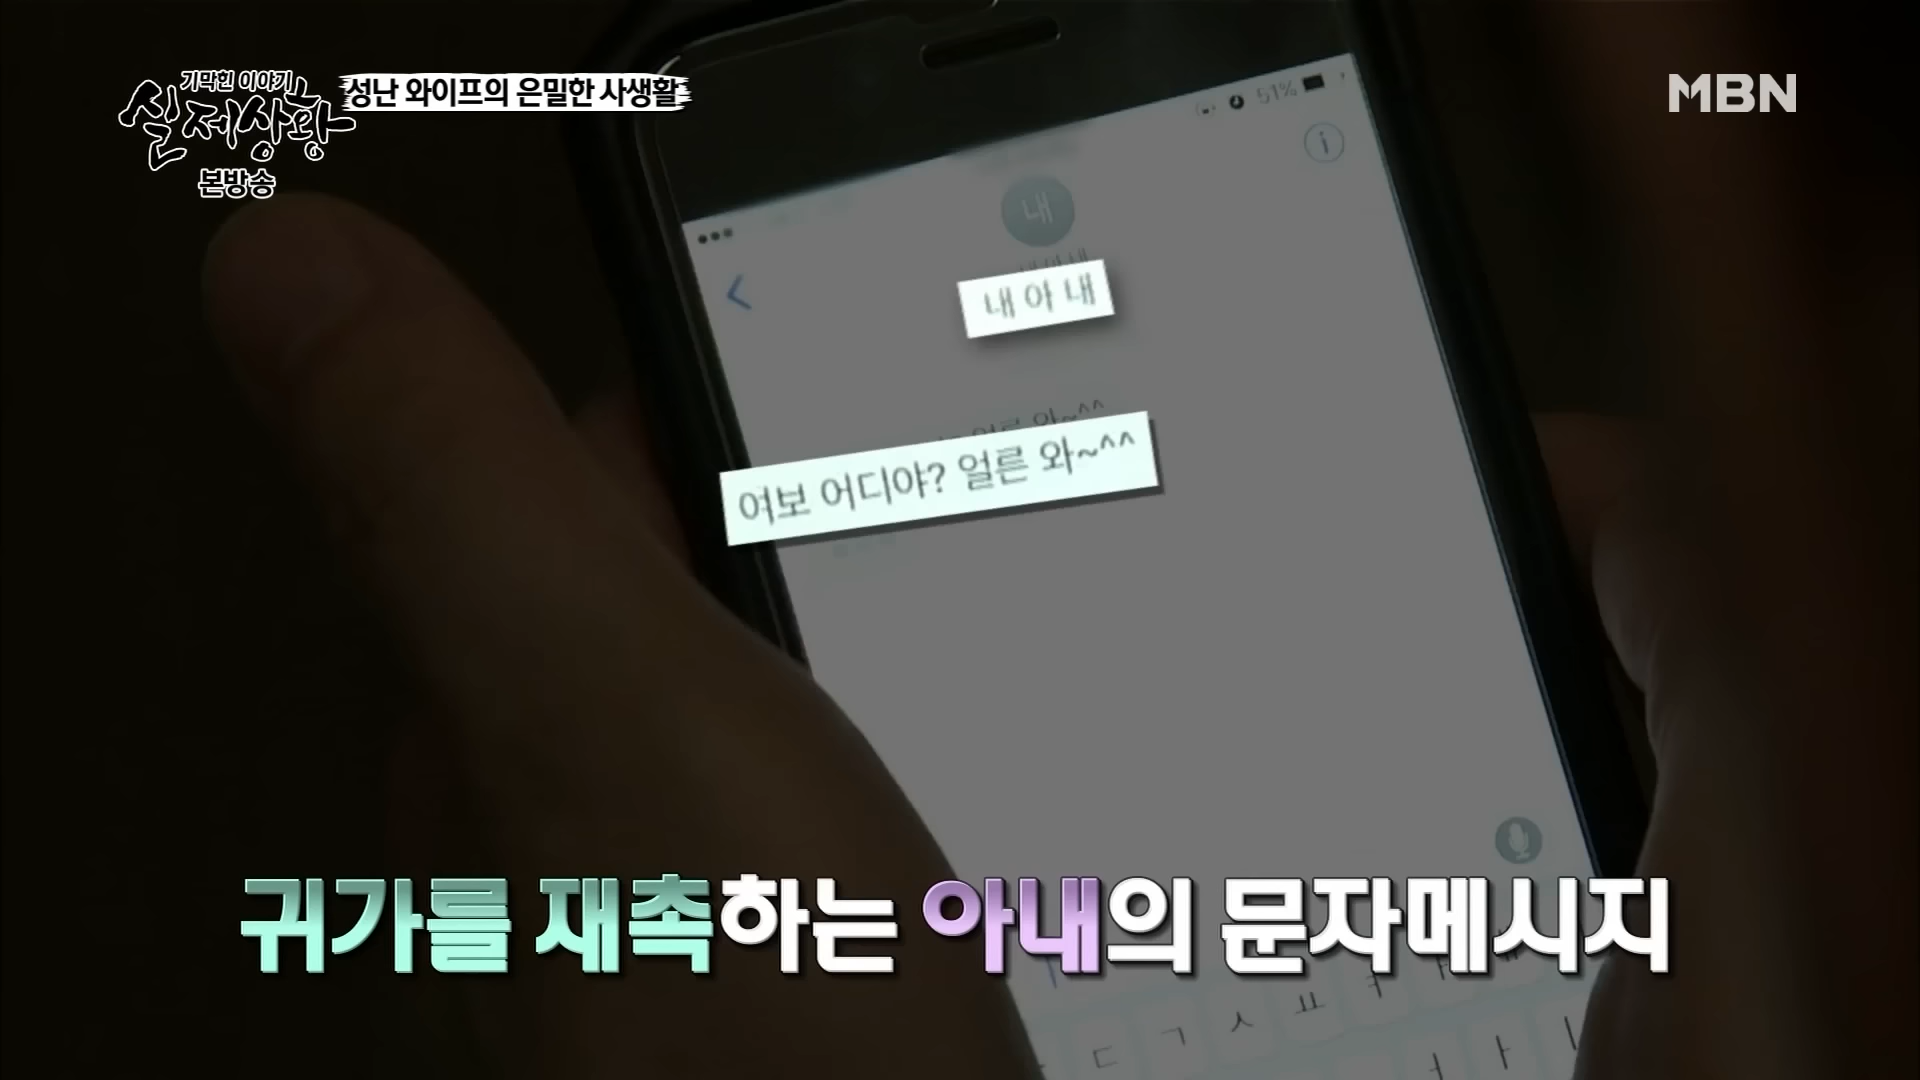 기막힌 이야기
실제상황
본방송
성난 와이프의 은밀한 사생활
MBN
51%
내
내 아내
여보 어디야? 얼른 와~^^
귀가를 재촉하는 아내의 문자메시지
ㄷ ㄱ ㅅ ㅛ ㅕ ㅑ
ㅓ ㅏ ㅣ